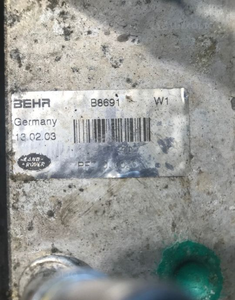 BEHR B8691 W1
Germany
13.02.03
LAND-
ROVER